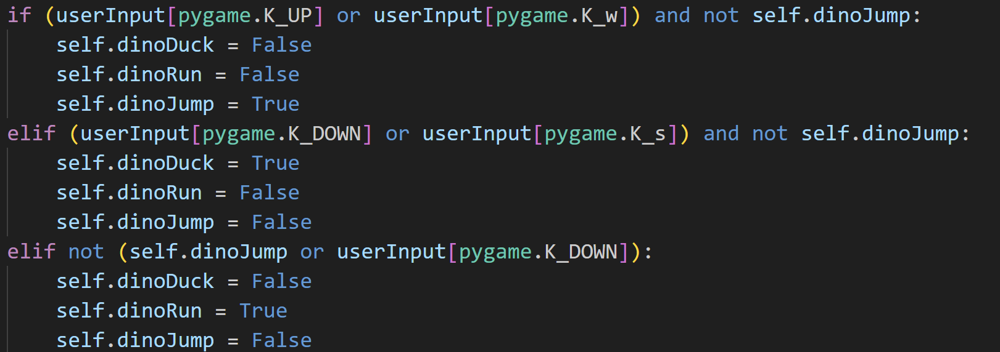 if (userInput[pygame.K_UP] or userInput[pygame.K_w]) and not self.dinoJump:
    self.dinoDuck = False
    self.dinoRun = False
    self.dinoJump = True
elif (userInput[pygame.K_DOWN] or userInput[pygame.K_s]) and not self.dinoJump:
    self.dinoDuck = True
    self.dinoRun = False
    self.dinoJump = False
elif not (self.dinoJump or userInput[pygame.K_DOWN]):
    self.dinoDuck = False
    self.dinoRun = True
    self.dinoJump = False